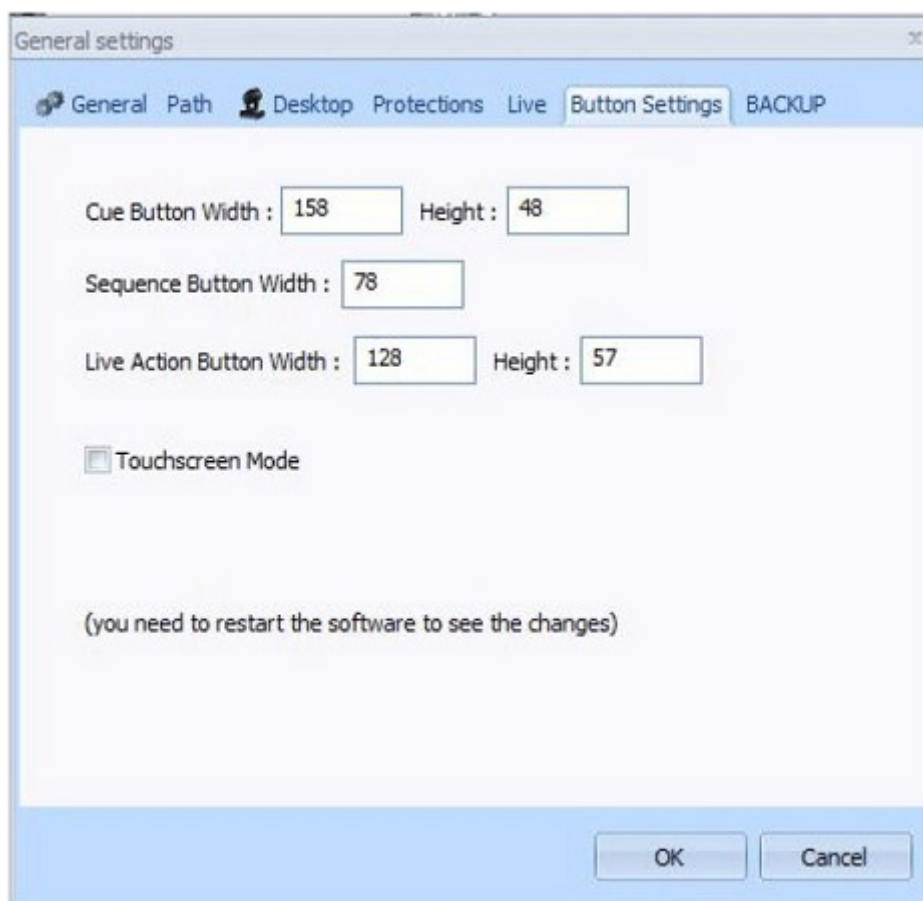 General settings
General Path Desktop Protections Live Button Settings BACKUP
Cue Button Width : 158 Height : 48
Sequence Button Width : 78
Live Action Button Width : 128 Height : 57
Touchscreen Mode
(you need to restart the software to see the changes)
OK Cancel